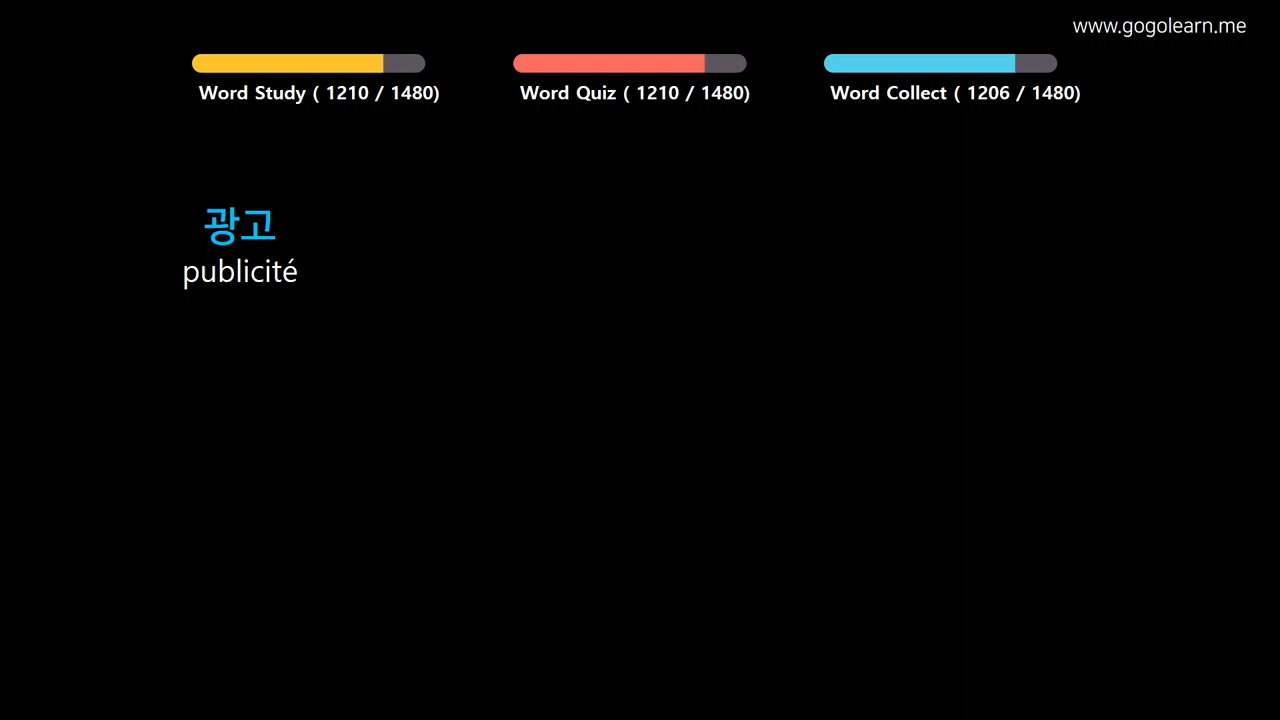 www.gogolearn.me
Word Study ( 1210 / 1480)
Word Quiz ( 1210 / 1480)
Word Collect ( 1206 / 1480)
광고
publicité